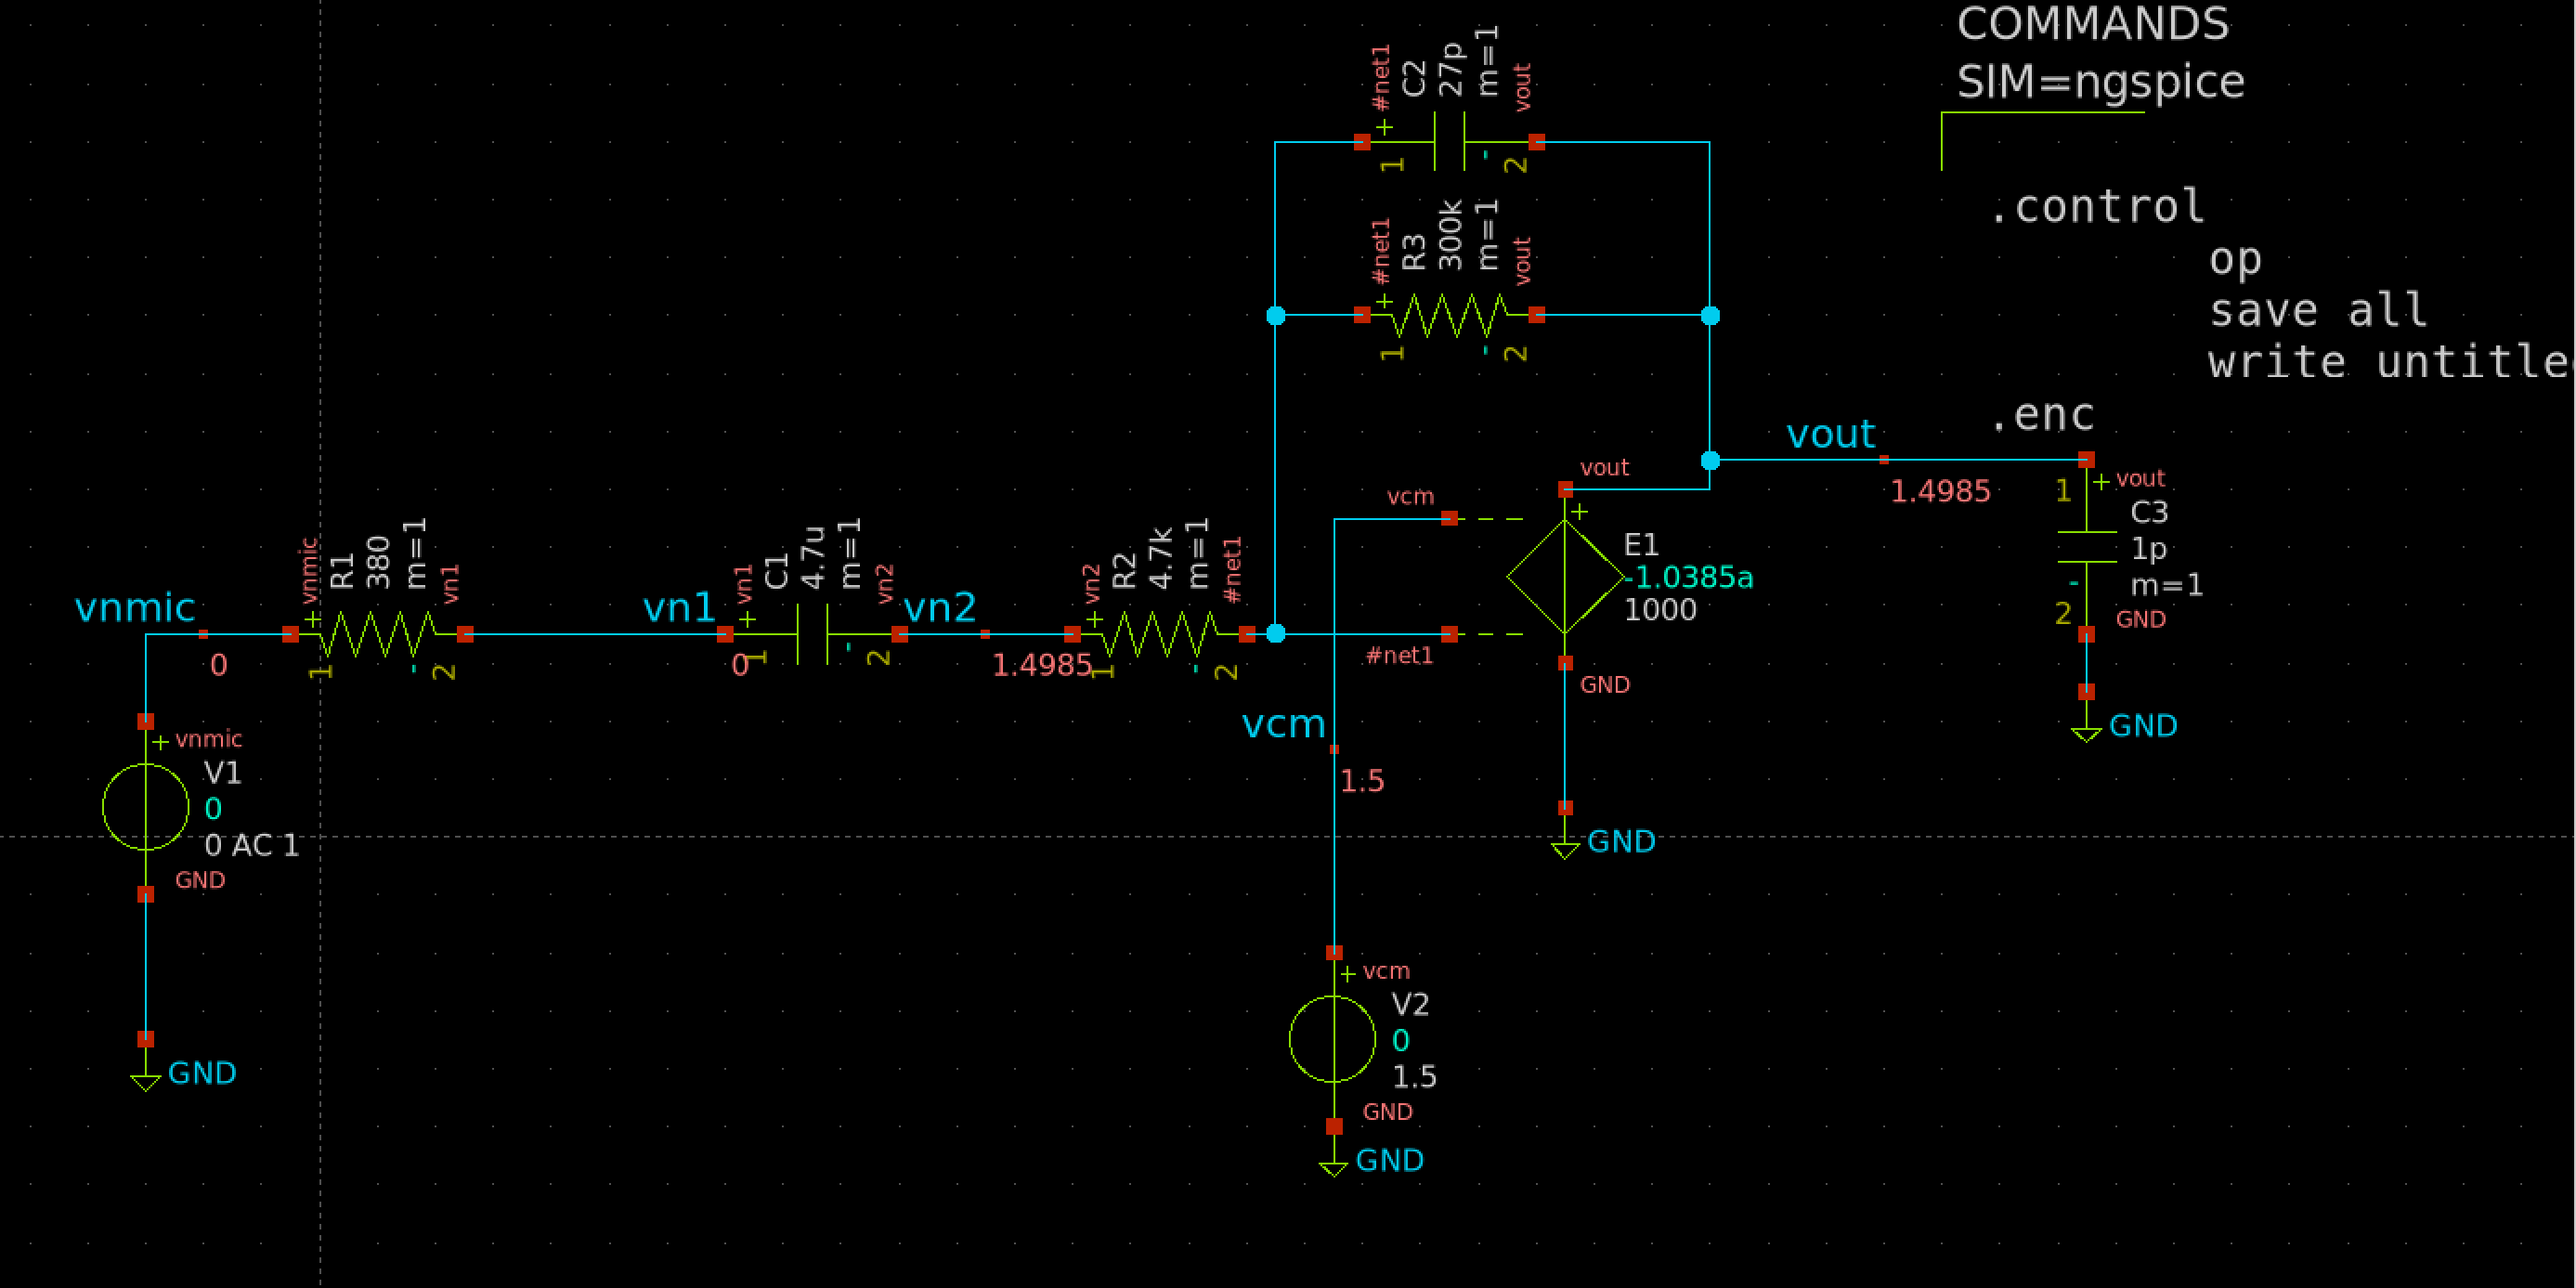 COMMANDS
SIM=ngspice
.control
op
save all
write untitle
.enc
#net1
C2
27p
m=1
vout
+
1
-
2
#net1
R3
300k
m=1
vout
+
1
-
2
vout
1.4985
vcm
vout
+
E1
-1.0385a
1000
#net1
GND
GND
1
+
vout
C3
1p
m=1
-
2
GND
GND
vnmic
0
vnmic
R1
380
m=1
vn1
+
1
-
2
vn1
0
vn1
C1
4.7u
m=1
vn2
+
1
-
2
vn2
1.4985
vn2
R2
4.7k
m=1
#net1
+
1
-
2
vcm
1.5
+
vnmic
V1
0
0 AC 1
GND
GND
+
vcm
V2
0
1.5
GND
GND